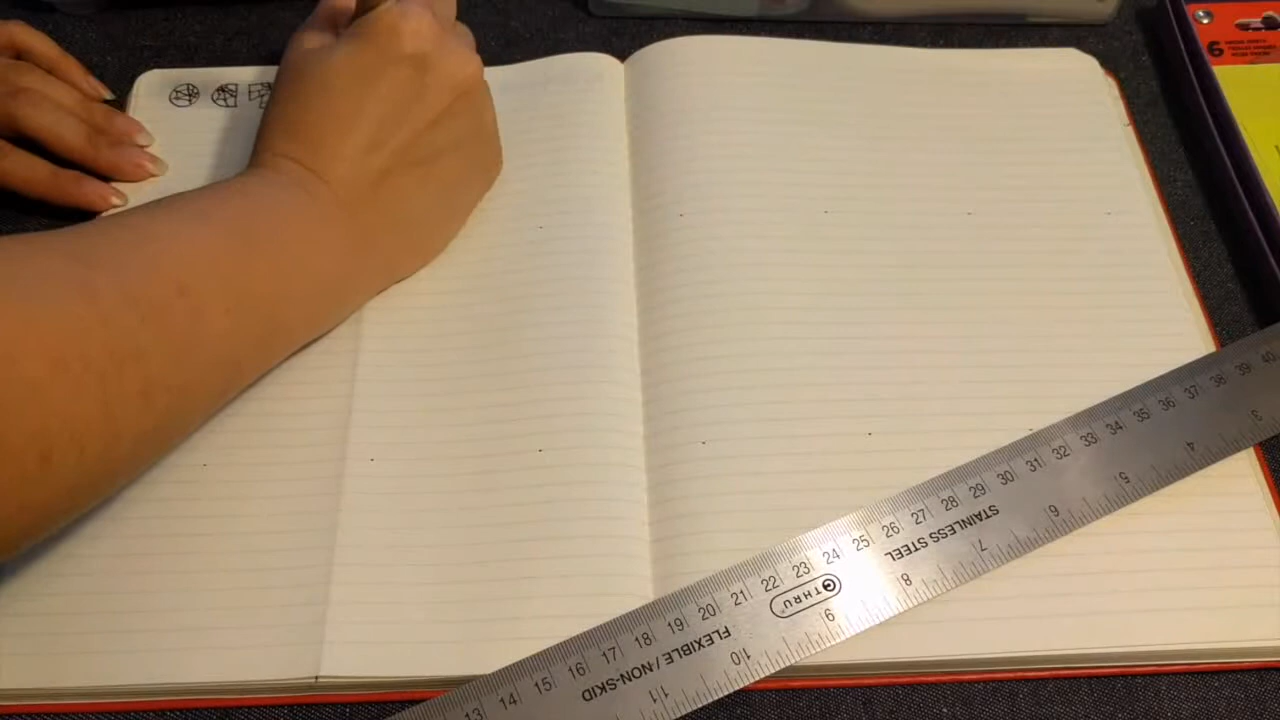 6
13 14 15 16 17 18 19 20 21 22 23 24 25 26 27 28 29 30 31 32 33 34 35 36 37 38 39 40
FLEXIBLE / NON-SKID
THRU
STAINLESS STEEL
11 10 9 8 7 6 5 4 3